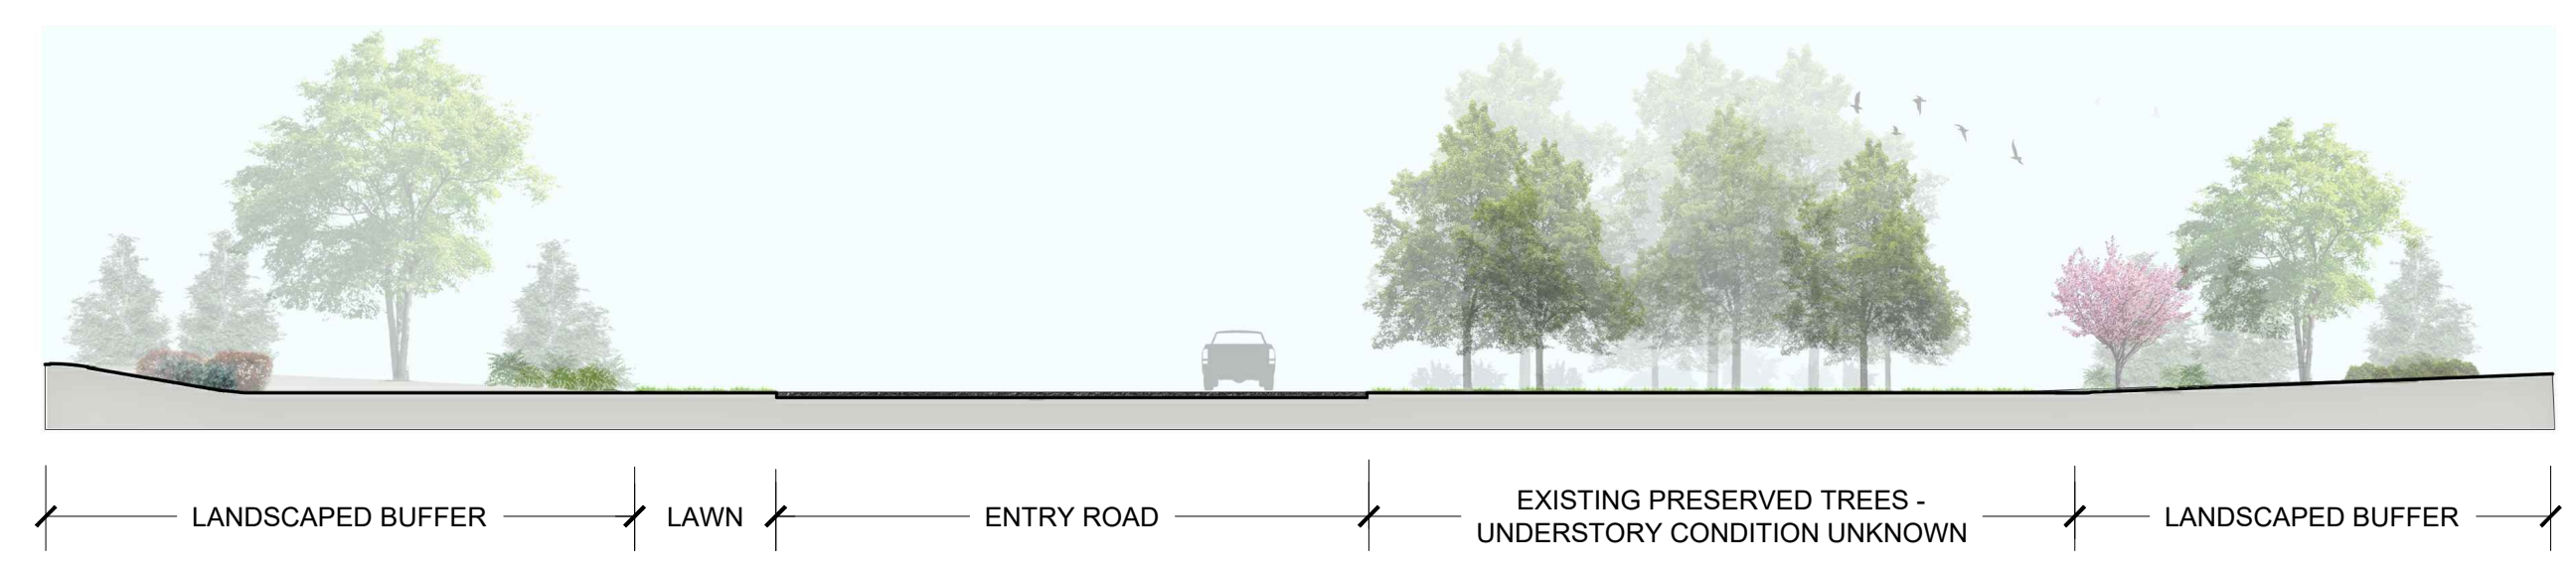 LANDSCAPED BUFFER
LAWN
ENTRY ROAD
EXISTING PRESERVED TREES -
UNDERSTORY CONDITION UNKNOWN
LANDSCAPED BUFFER